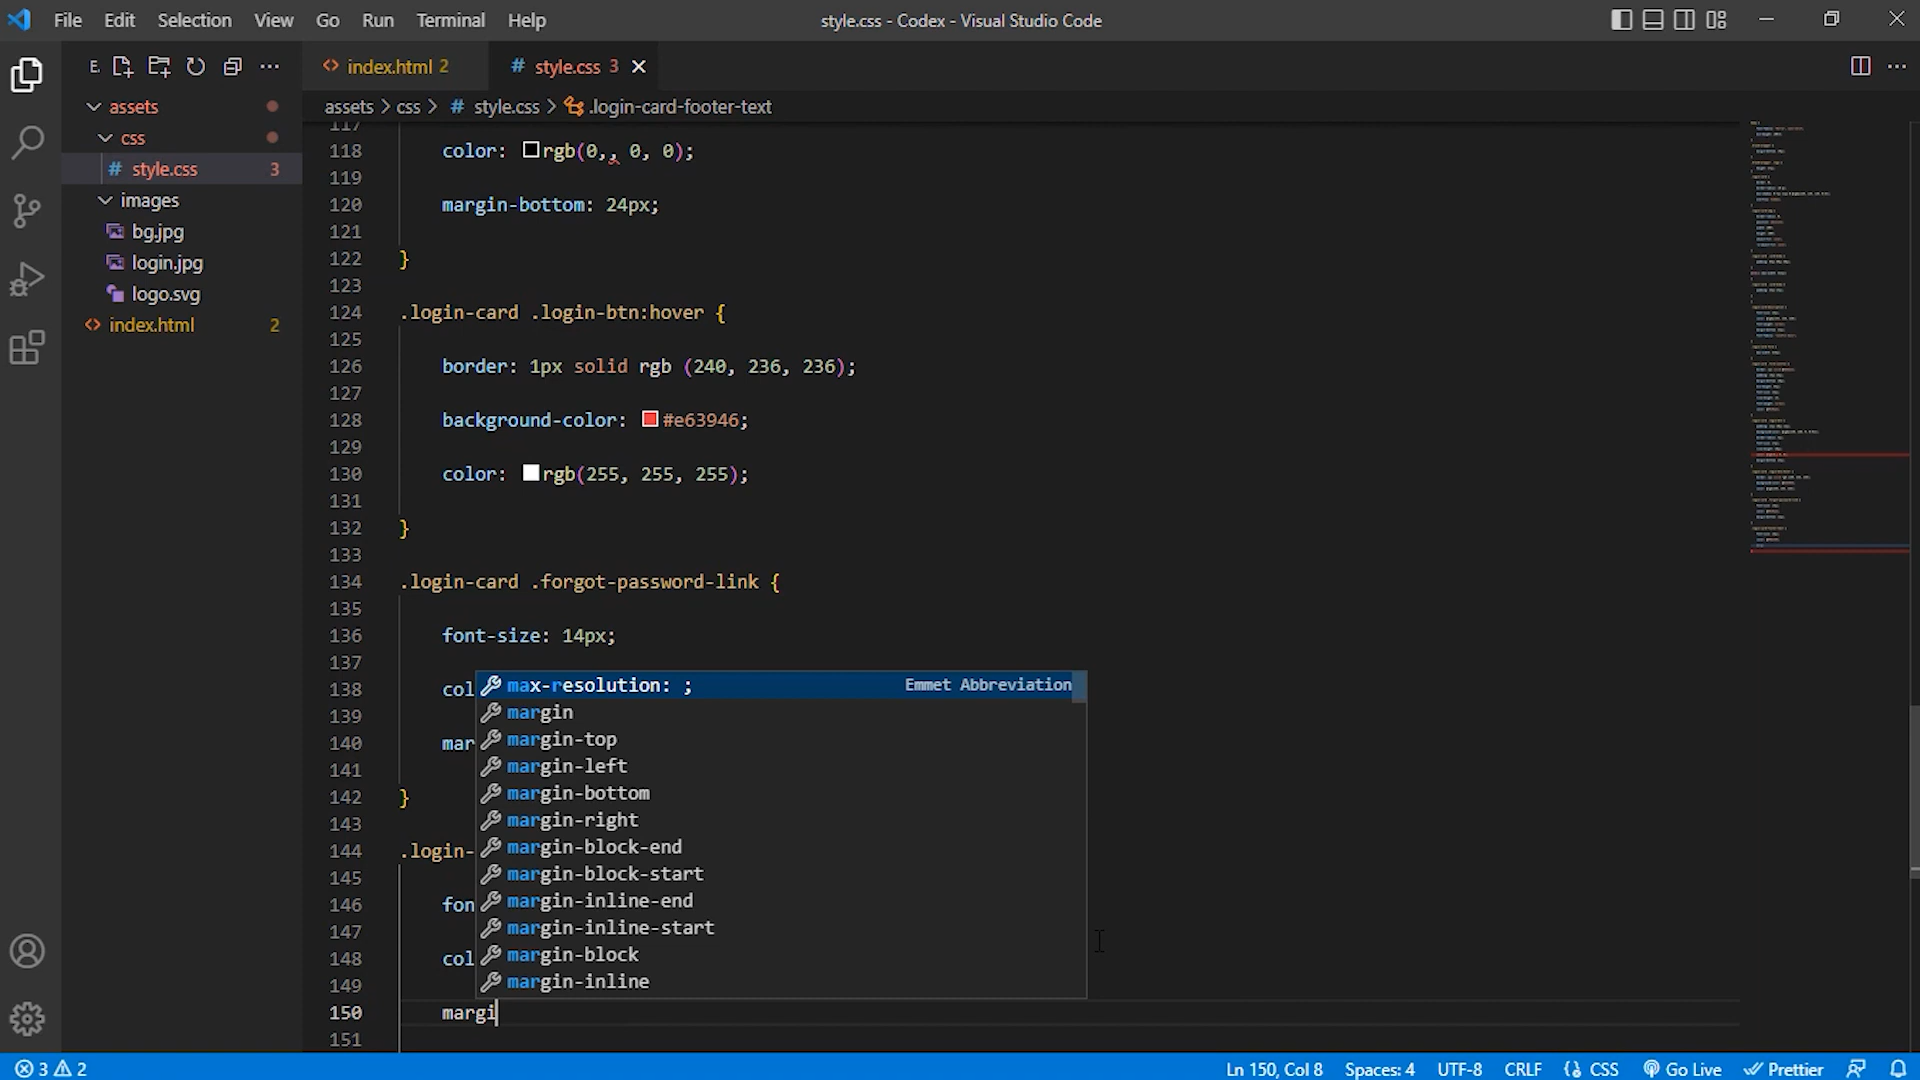 File Edit Selection View Go Run Terminal Help style.css - Codex - Visual Studio Code
E.
index.html 2 # style.css 3
assets > css > # style.css > .login-card-footer-text
assets
css
# style.css 3
images
bg.jpg
login.jpg
logo.svg
index.html 2
117
118 color: rgb(0,, 0, 0);
119
120 margin-bottom: 24px;
121
122 }
123
124 .login-card .login-btn:hover {
125
126 border: 1px solid rgb (240, 236, 236);
127
128 background-color: #e63946;
129
130 color: rgb(255, 255, 255);
131
132 }
133
134 .login-card .forgot-password-link {
135
136 font-size: 14px;
137
138 col
139
140 mar
141
142 }
143
144 .login-
145
146 fon
147
148 col
149
150 margi
151
max-resolution: ; Emmet Abbreviation
margin
margin-top
margin-left
margin-bottom
margin-right
margin-block-end
margin-block-start
margin-inline-end
margin-inline-start
margin-block
margin-inline
3 2 Ln 150, Col 8 Spaces: 4 UTF-8 CRLF {} CSS Go Live Prettier